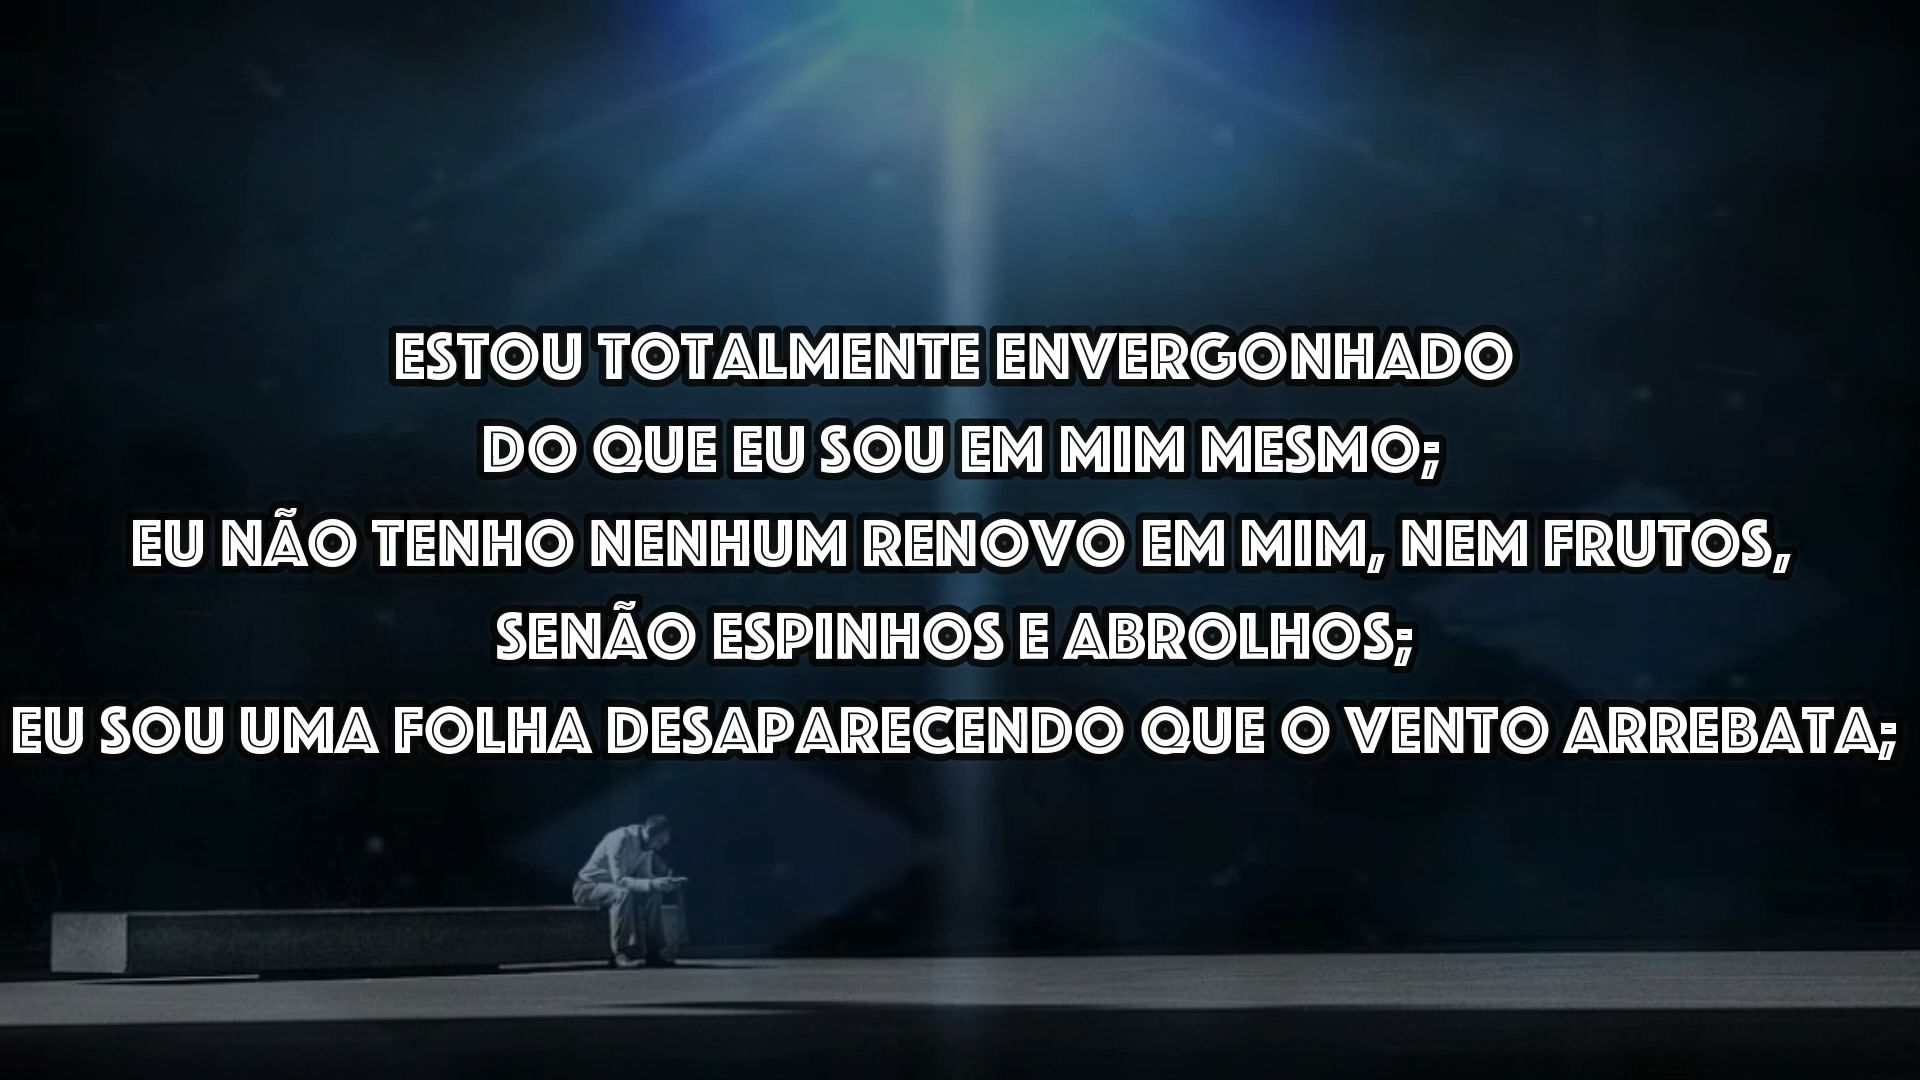 ESTOU TOTALMENTE ENVERGONHADO
DO QUE EU SOU EM MIM MESMO;
EU NÃO TENHO NENHUM RENOVO EM MIM, NEM FRUTOS,
SENÃO ESPINHOS E ABROLHOS;
EU SOU UMA FOLHA DESAPARECENDO QUE O VENTO ARREBATA;